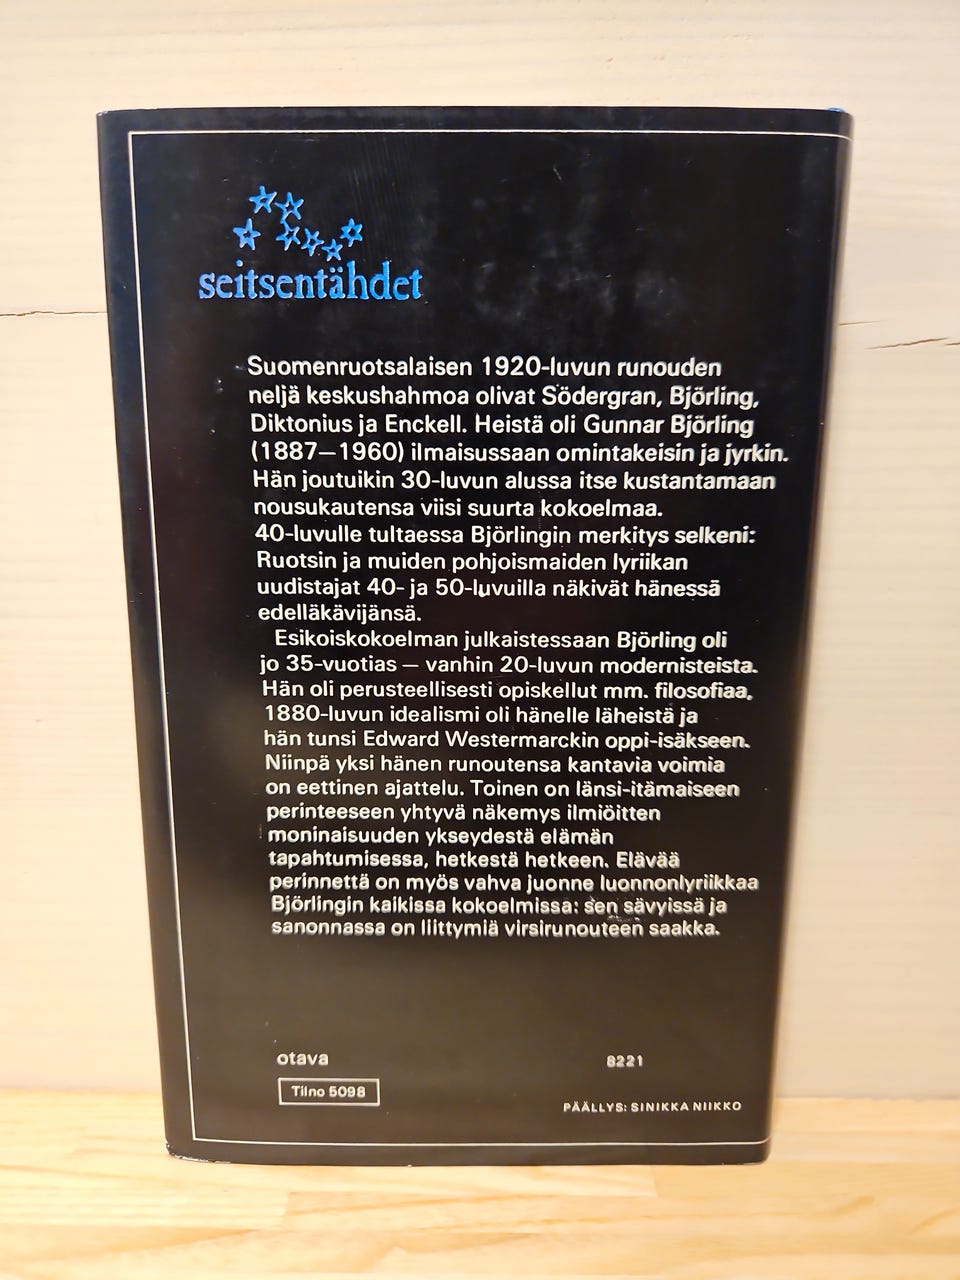 seitsentähdet
Suomenruotsalaisen 1920-luvun runouden
neljä keskushahmoa olivat Södergran, Björling,
Diktonius ja Enckell. Heistä oli Gunnar Björling
(1887—1960) ilmaisussaan omintakeisin ja jyrkin.
Hän joutuikin 30-luvun alussa itse kustantamaan
nousukautensa viisi suurta kokoelmaa.
40-luvulle tultaessa Björlingin merkitys selkeni:
Ruotsin ja muiden pohjoismaiden lyriikan
uudistajat 40- ja 50-luvuilla näkivät hänessä
edelläkävijänsä.
Esikoiskokoelman julkaistessaan Björling oli
jo 35-vuotias — vanhin 20-luvun modernisteista.
Hän oli perusteellisesti opiskellut mm. filosofiaa,
1880-luvun idealismi oli hänelle läheistä ja
hän tunsi Edward Westermarckin oppi-isäkseen.
Niinpä yksi hänen runoutensa kantavia voimia
on eettinen ajattelu. Toinen on länsi-itämaiseen
perinteeseen yhtyvä näkemys ilmiöitten
moninaisuuden ykseydestä elämän
tapahtumisessa, hetkestä hetkeen. Elävää
perinnettä on myös vahva juonne luonnonlyriikkaa
Björlingin kaikissa kokoelmissa: sen sävyissä ja
sanonnassa on liittymiä virsirunouteen saakka.
otava
8221
Tilno 5098
PÄÄLLYS: SINIKKA NIIKKO